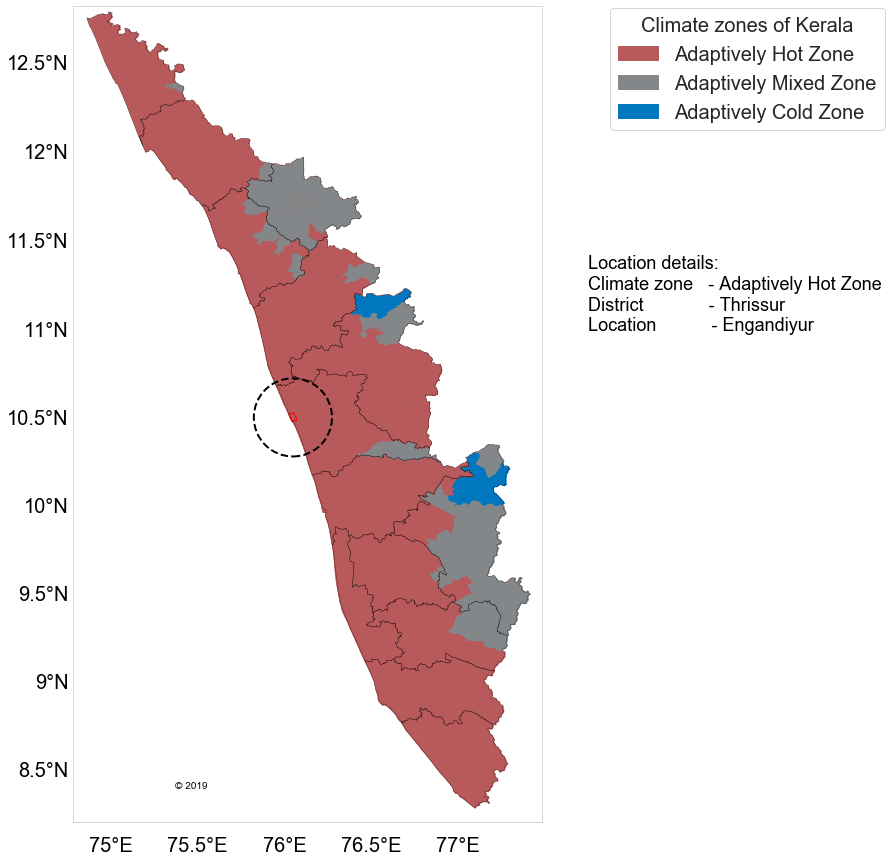 Climate zones of Kerala
Adaptively Hot Zone
Adaptively Mixed Zone
Adaptively Cold Zone
12.5°N
12°N
11.5°N
11°N
10.5°N
10°N
9.5°N
9°N
8.5°N
Location details:
Climate zone - Adaptively Hot Zone
District - Thrissur
Location - Engandiyur
© 2019
75°E 75.5°E 76°E 76.5°E 77°E